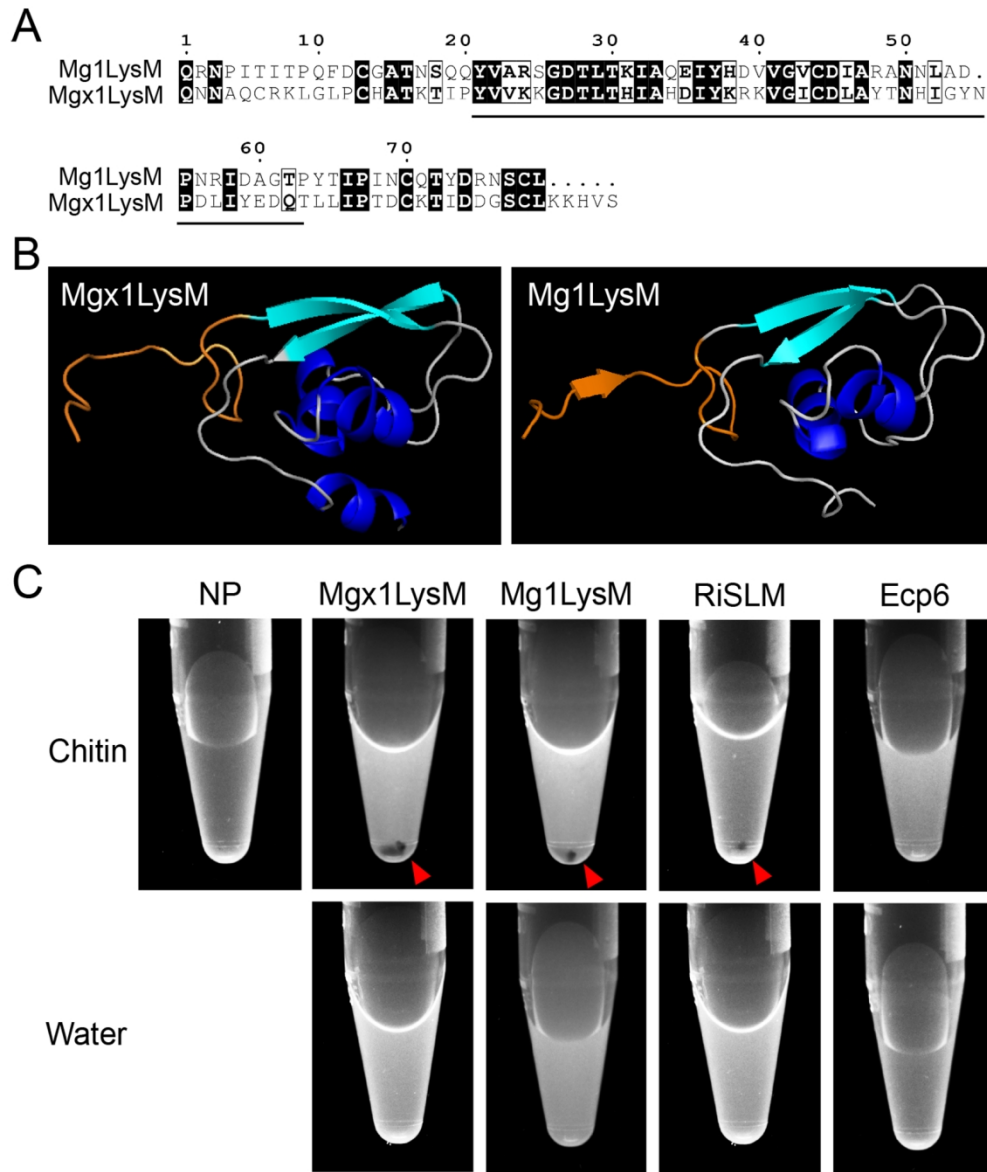 A
1 10 20 30 40 50
Mg1LysM QRNPITITPQFDCGATNSQQYVARSGDTLTKIAQEIYHDVVGVCDIARANNLAD.
Mgx1LysM QNNAQCRKLGLPCHATKTIPYVVKKGDTLTHIAHDIYKRKVGICDLAYTNHIGYN
60 70
Mg1LysM PNRIDAGTPYTIPINCQTYDRNSCL.....
Mgx1LysM PDLIYEDQTLLIPTDCKTIDDGSCLKKHVS
B
Mgx1LysM Mg1LysM
C
NP Mgx1LysM Mg1LysM RiSLM Ecp6
Chitin
Water